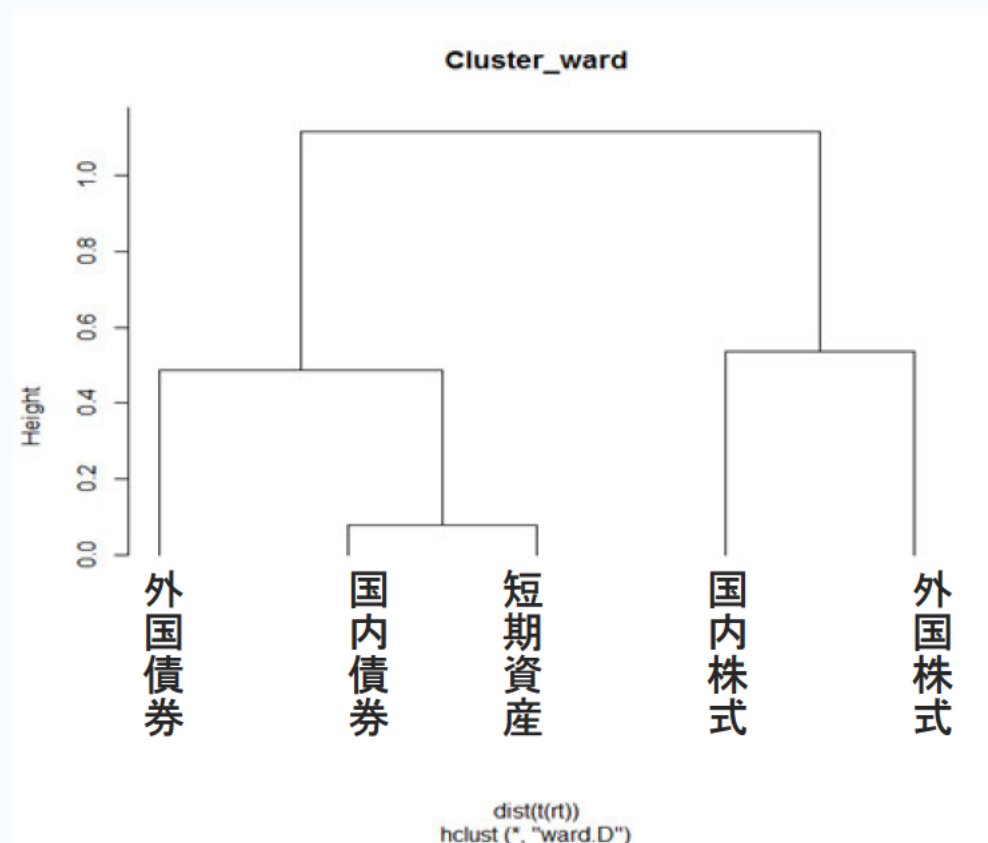 Cluster_ward
1.0
0.8
0.6
0.4
0.2
0.0
Height
外国債券
国内債券
短期資産
国内株式
外国株式
dist(t(rt))
hclust (*, "ward.D")